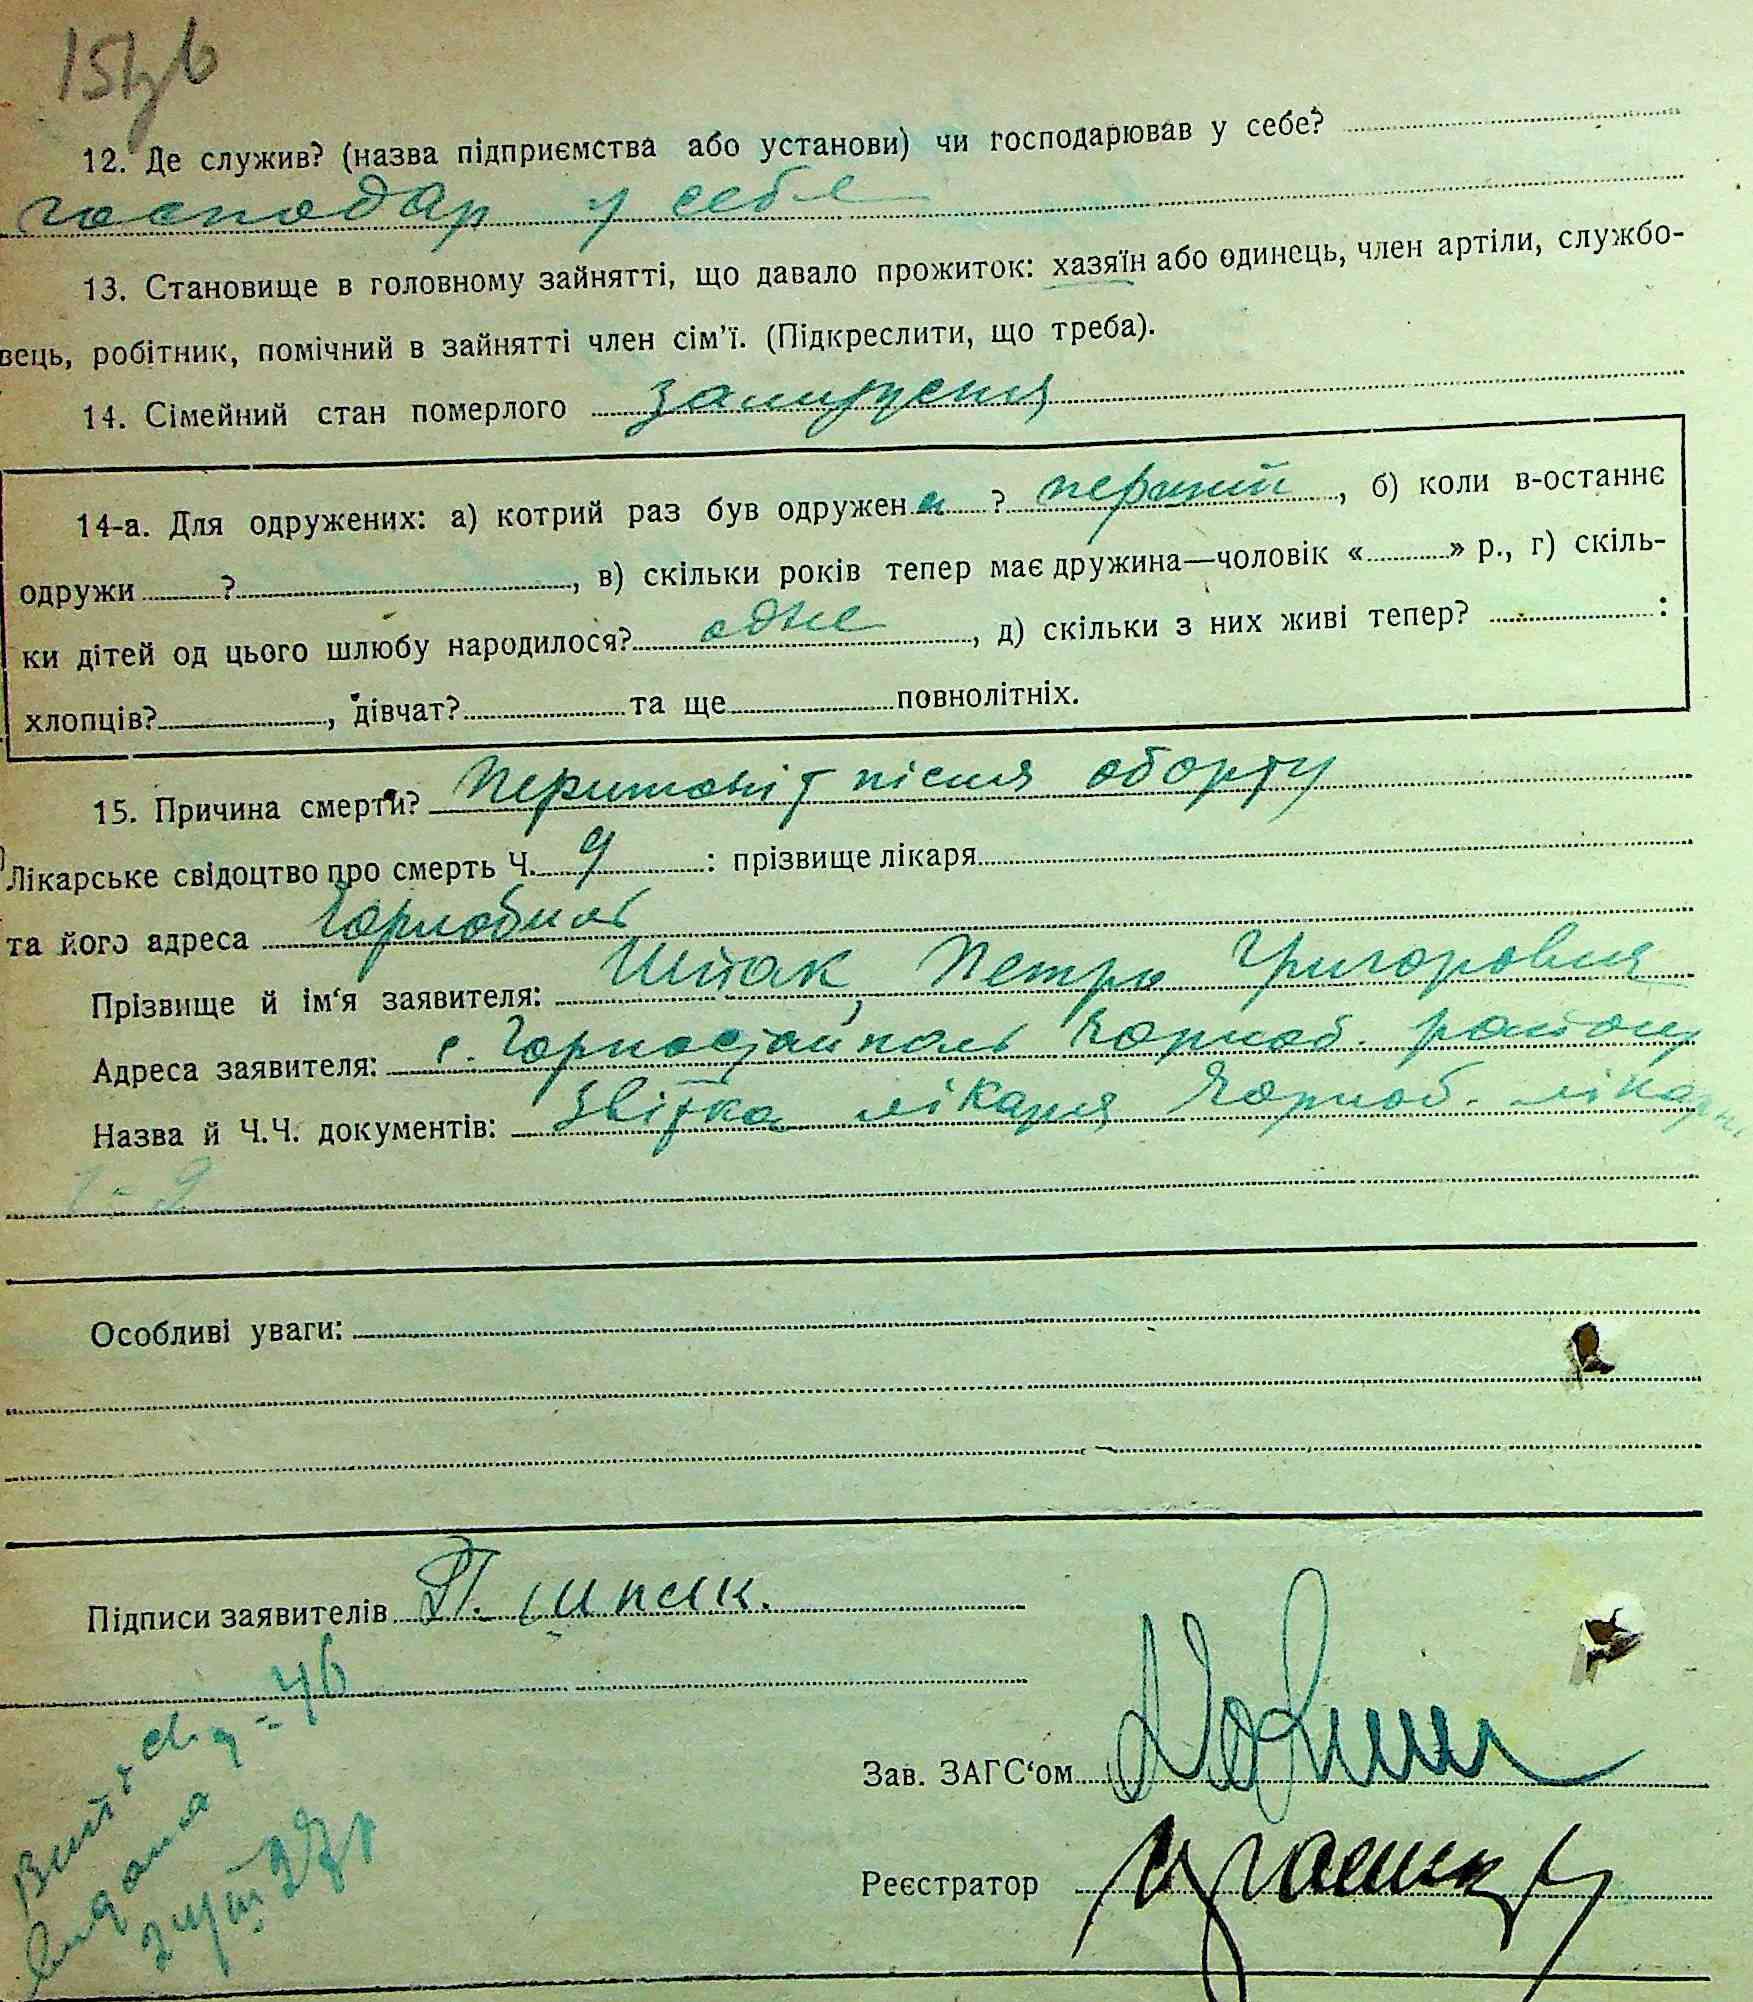 12. Де служив? (назва підприємства або установи) чи господарював у себе?
господар у себе
13. Становище в головному зайнятті, що давало прожиток: хазяїн або одинець, член артіли, службо-
вець, робітник, помічний в зайнятті член сім'ї. (Підкреслити, що треба).
14. Сімейний стан померлого замужем
14-а. Для одружених: а) котрий раз був одружен а ? перший, б) коли в-останнє
одружи ? , в) скільки років тепер має дружина—чоловік « » р., г) скіль-
ки дітей од цього шлюбу народилося? одне , д) скільки з них живі тепер? :
хлопців? , дівчат? та ще повнолітніх.
15. Причина смерти? Перитоніт після аборту
Лікарське свідоцтво про смерть Ч. 9 : прізвище лікаря
та його адреса Чорнобиль
Прізвище й ім'я заявителя: Шпак, Петро Григорович
Адреса заявителя: с. Горностайполь Чорноб. району
Назва й Ч.Ч. документів: Звістка лікаря Чорноб. лікарні
Особливі уваги:
Підписи заявителів П. Шпак.
Зав. ЗАГС'ом
Реєстратор